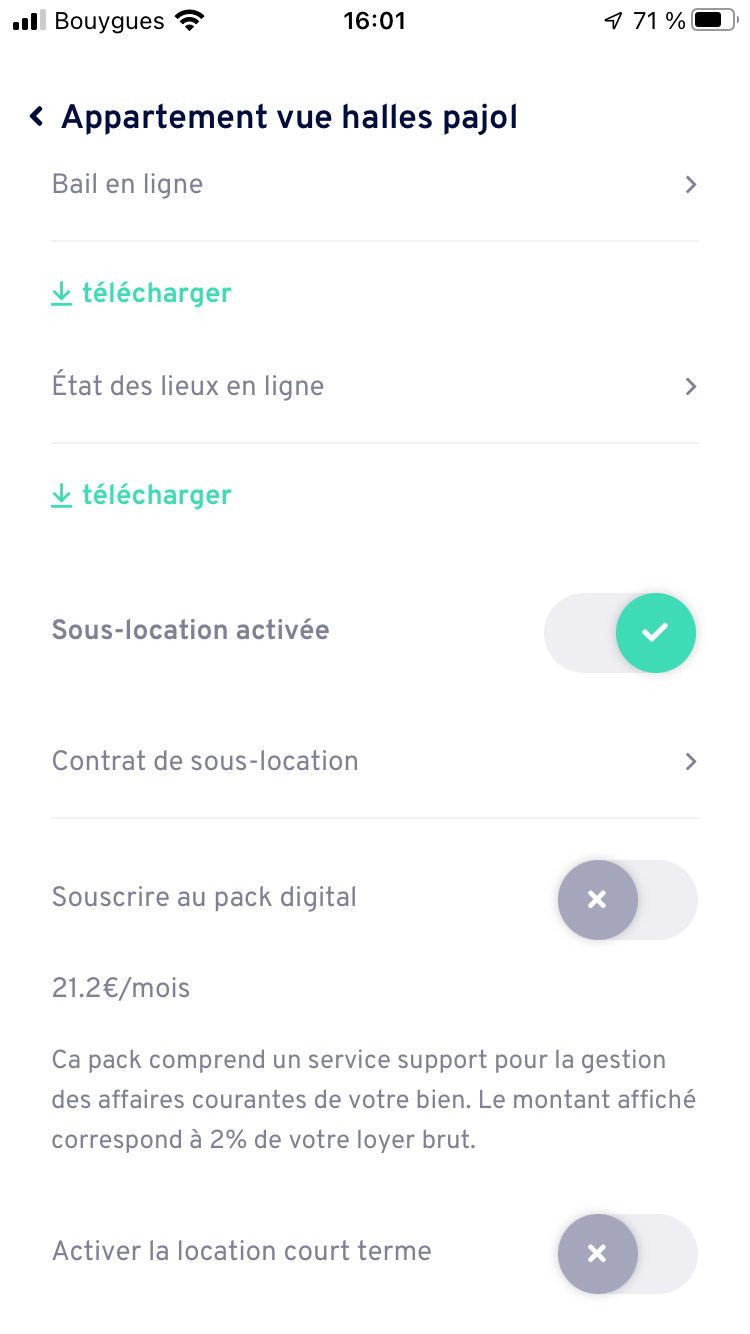 Bouygues 16:01 71 %
Appartement vue halles pajol
Bail en ligne
télécharger
État des lieux en ligne
télécharger
Sous-location activée
Contrat de sous-location
Souscrire au pack digital
21.2€/mois
Ca pack comprend un service support pour la gestion
des affaires courantes de votre bien. Le montant affiché
correspond à 2% de votre loyer brut.
Activer la location court terme